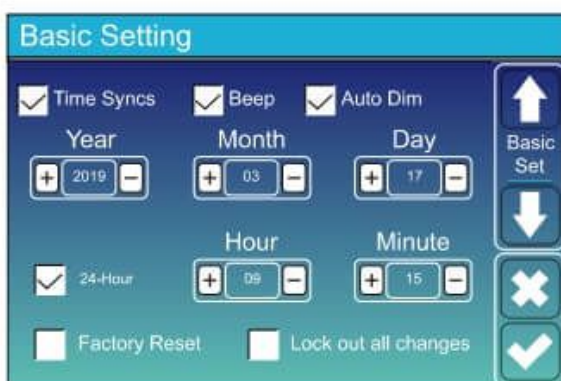 Basic Setting
Time Syncs Beep Auto Dim
Year Month Day
+ 2019 − + 03 − + 17 −
Basic
Set
Hour Minute
24-Hour + 09 − + 15 −
Factory Reset Lock out all changes